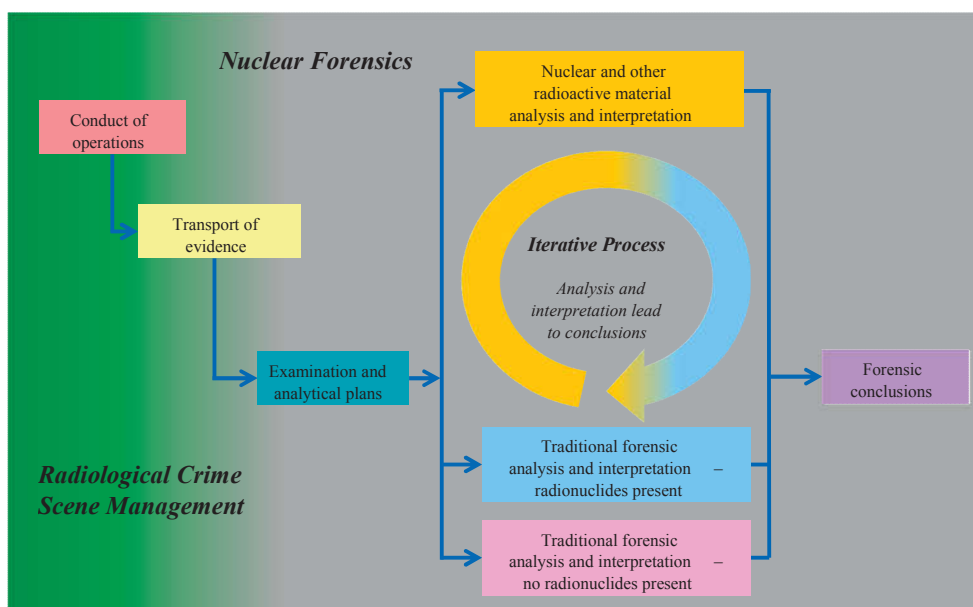 Nuclear Forensics
Conduct of
operations
Transport of
evidence
Examination and
analytical plans
Nuclear and other
radioactive material
analysis and interpretation
Iterative Process
Analysis and
interpretation lead
to conclusions
Traditional forensic
analysis and interpretation –
radionuclides present
Traditional forensic
analysis and interpretation –
no radionuclides present
Forensic
conclusions
Radiological Crime
Scene Management